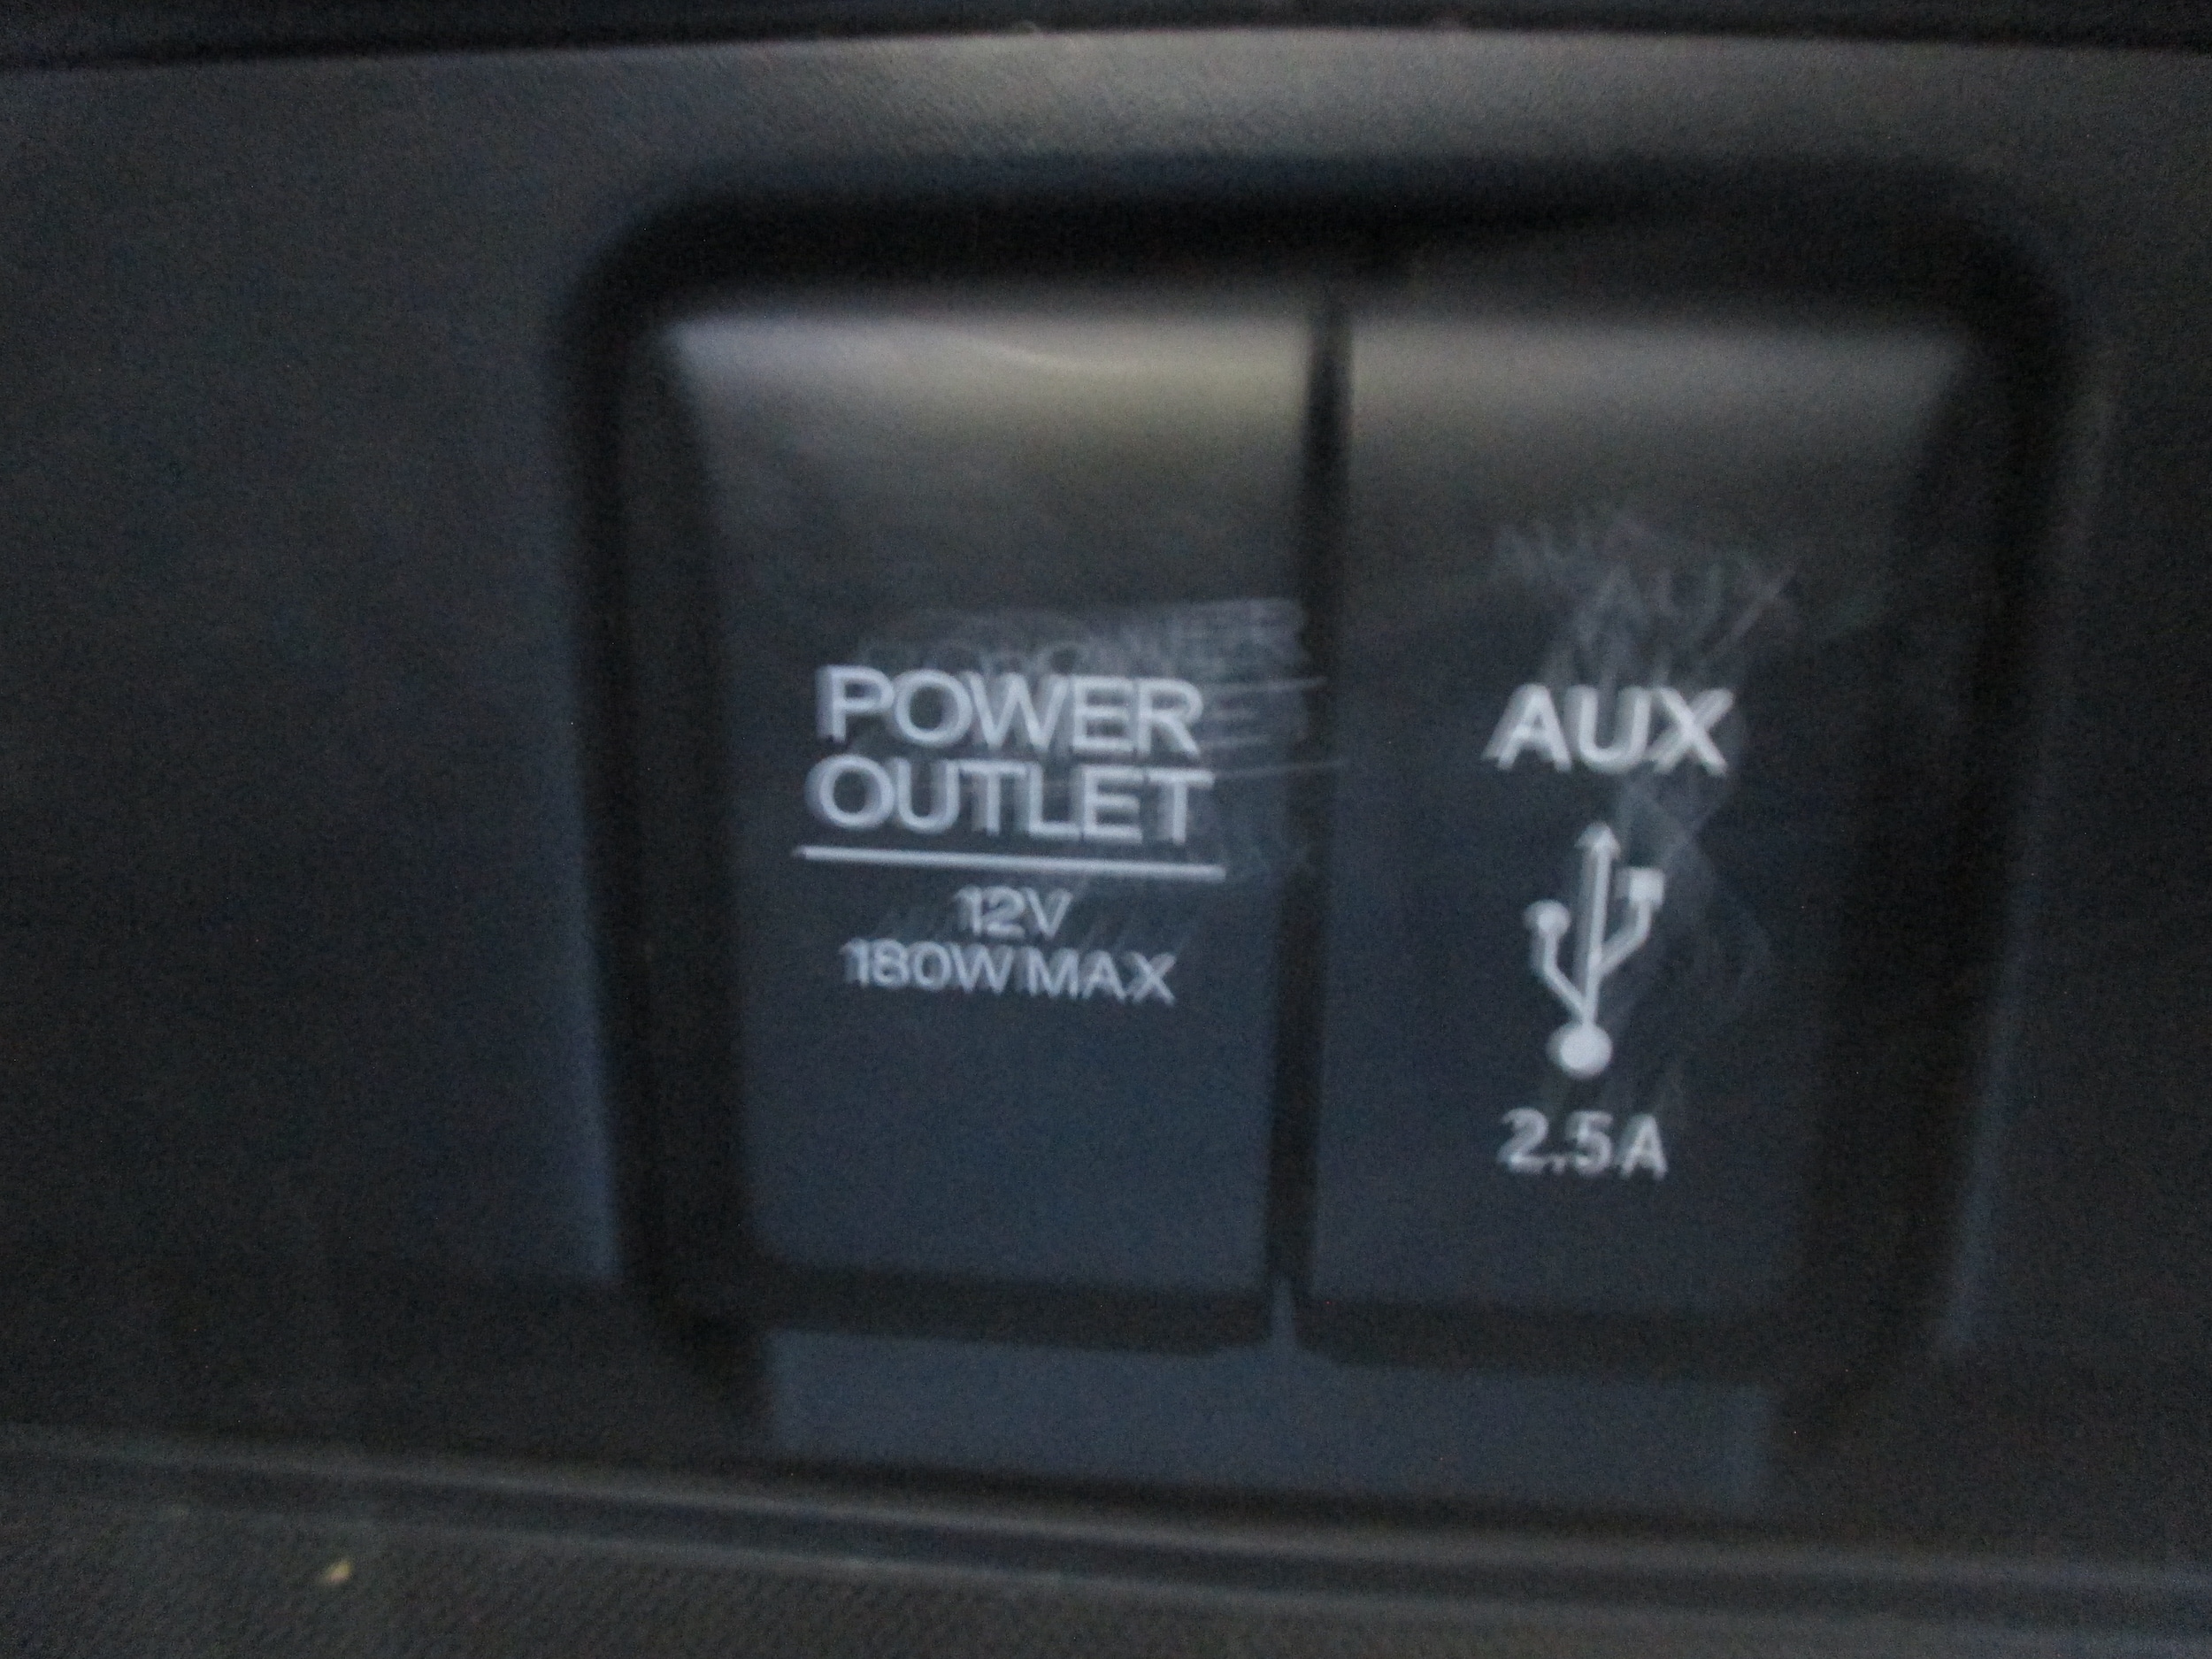 POWER
OUTLET
12V
180W MAX
AUX
2.5A